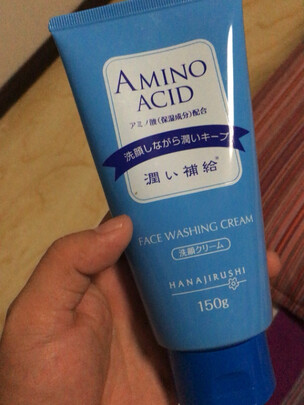 AMINO
ACID
アミノ酸(保湿成分)配合
洗顔しながら潤いキープ
潤い補給*
FACE WASHING CREAM
洗顔クリーム
HANAJIRUSHI
150g